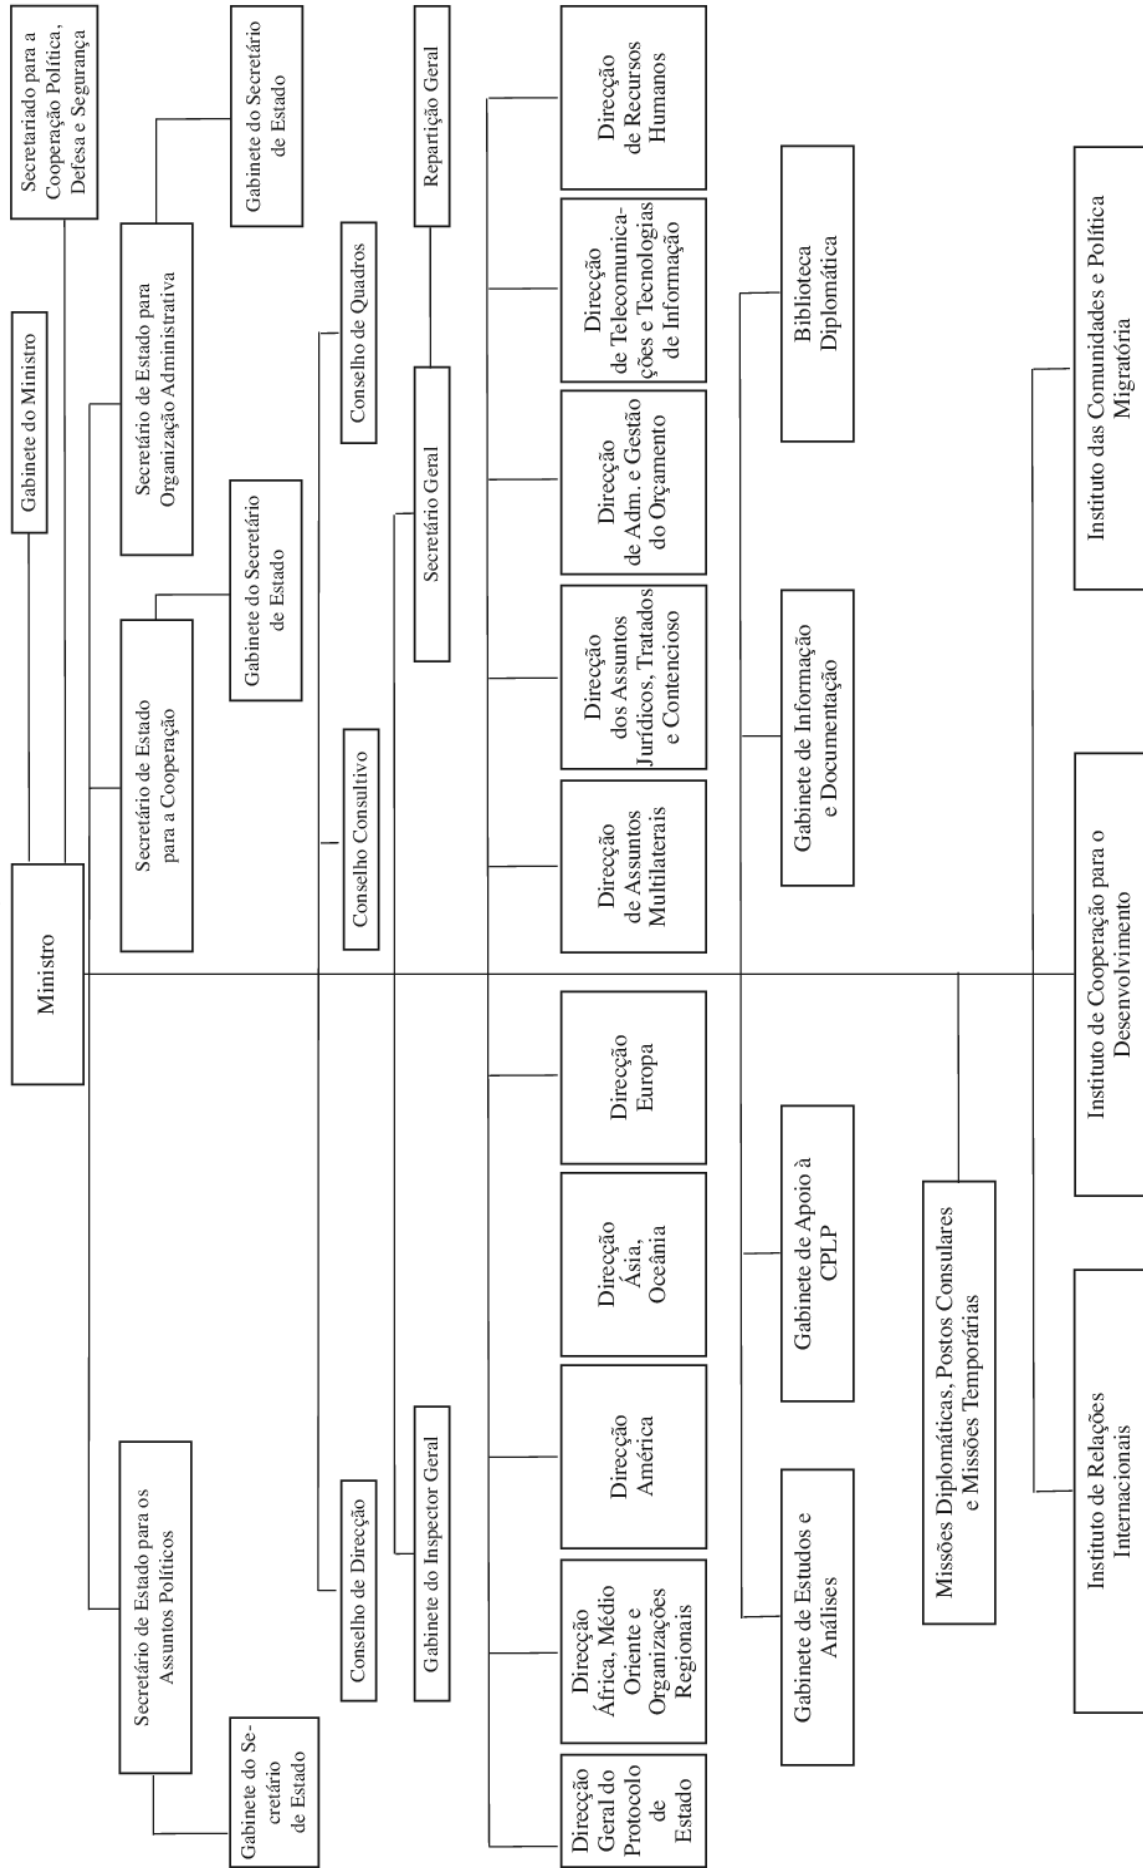 Ministro
Gabinete do Ministro
Secretariado para a
Cooperação Política,
Defesa e Segurança
Secretário de Estado para os
Assuntos Políticos
Secretário de Estado
para a Cooperação
Secretário de Estado para
Organização Administrativa
Gabinete do Se-
cretário
de Estado
Gabinete do Secretário
de Estado
Gabinete do Secretário
de Estado
Conselho de Direcção
Conselho Consultivo
Conselho de Quadros
Gabinete do Inspector Geral
Secretário Geral
Repartição Geral
Direcção
Geral do
Protocolo
de
Estado
Direcção
África, Médio
Oriente e
Organizações
Regionais
Direcção
América
Direcção
Ásia,
Oceânia
Direcção
Europa
Direcção
de Assuntos
Multilaterais
Direcção
dos Assuntos
Jurídicos, Tratados
e Contencioso
Direcção
de Adm. e Gestão
do Orçamento
Direcção
de Telecomunica-
ções e Tecnologias
de Informação
Direcção
de Recursos
Humanos
Gabinete de Estudos e
Análises
Gabinete de Apoio à
CPLP
Gabinete de Informação
e Documentação
Biblioteca
Diplomática
Missões Diplomáticas, Postos Consulares
e Missões Temporárias
Instituto de Relações
Internacionais
Instituto de Cooperação para o
Desenvolvimento
Instituto das Comunidades e Política
Migratória